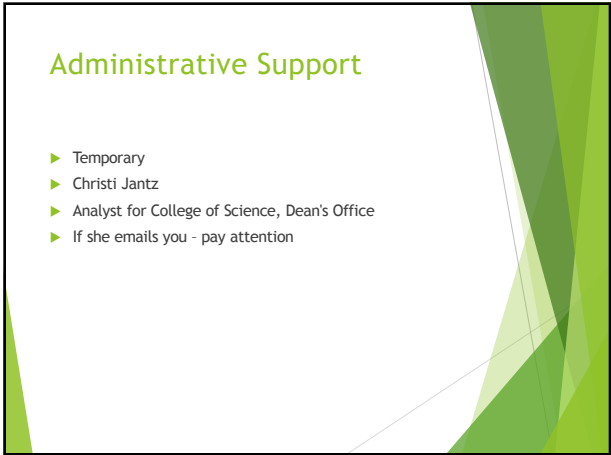 Administrative Support
Temporary
Christi Jantz
Analyst for College of Science, Dean's Office
If she emails you – pay attention